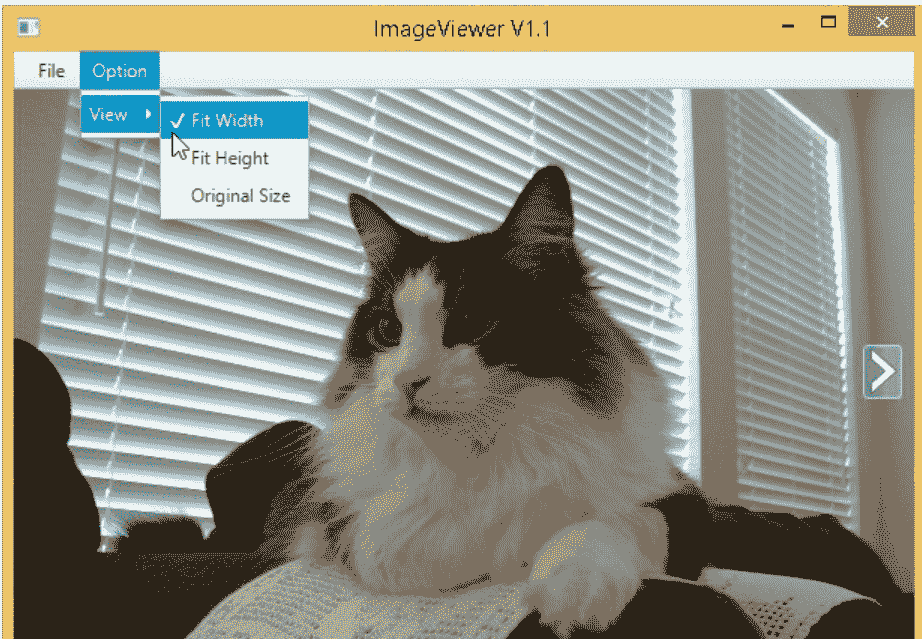 ImageViewer V1.1
File Option
View Fit Width
Fit Height
Original Size